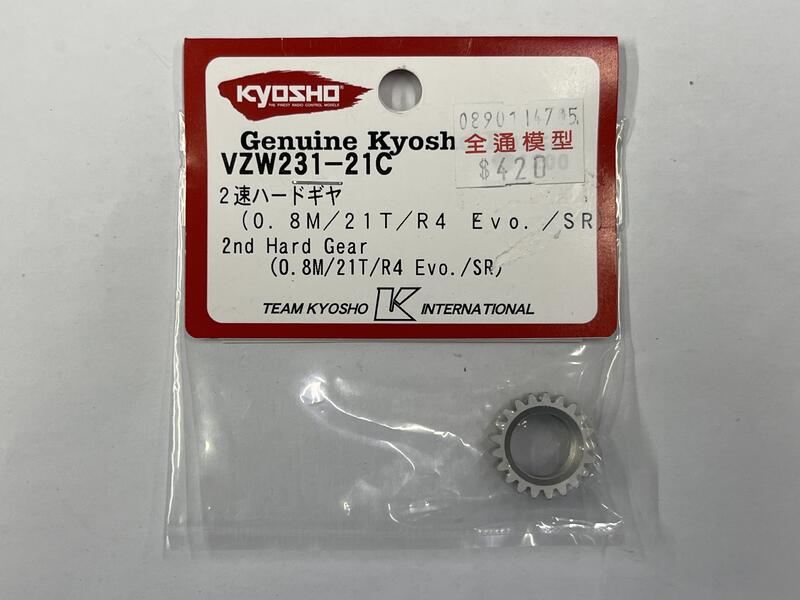 KYOSHO
THE FINEST RADIO CONTROL MODELS
Genuine Kyosh
0890114715
全通模型
$420
VZW231-21C
2速ハードギヤ
(0.8M/21T/R4 Evo./SR)
2nd Hard Gear
(0.8M/21T/R4 Evo./SR)
TEAM KYOSHO K INTERNATIONAL